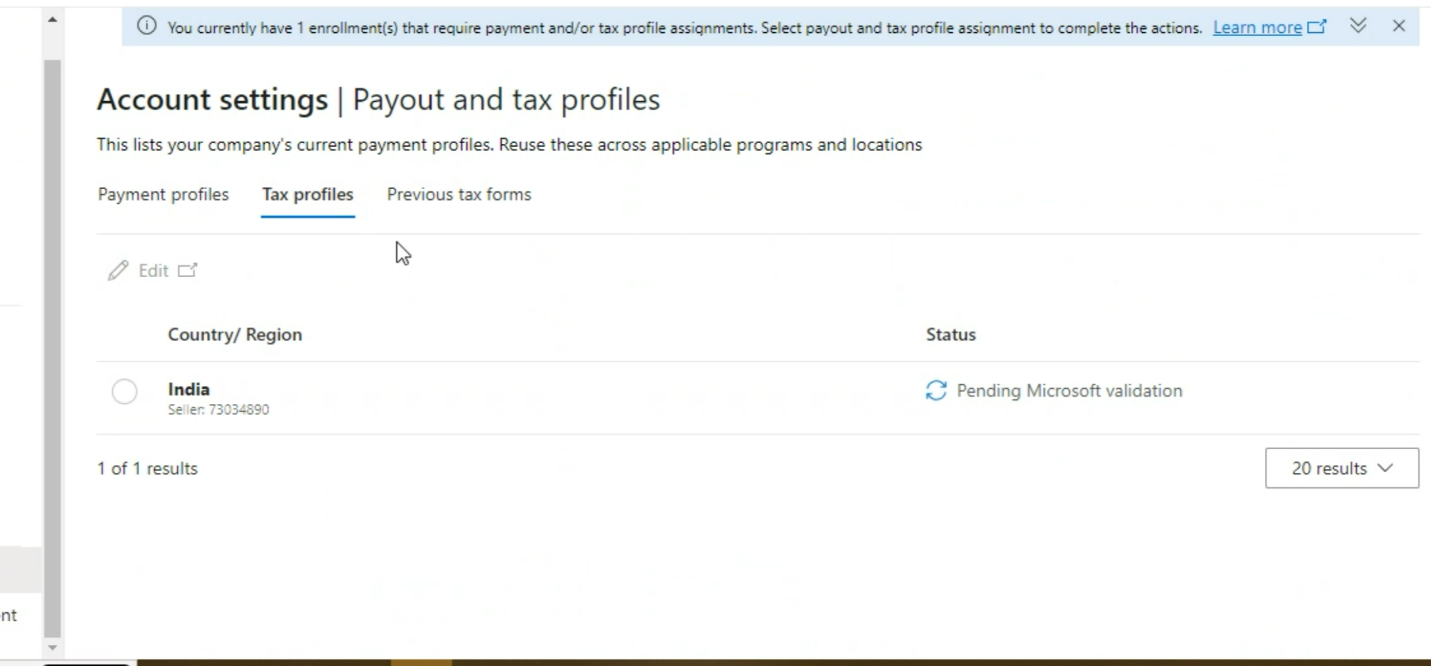 You currently have 1 enrollment(s) that require payment and/or tax profile assignments. Select payout and tax profile assignment to complete the actions. Learn more
Account settings | Payout and tax profiles
This lists your company's current payment profiles. Reuse these across applicable programs and locations
Payment profiles Tax profiles Previous tax forms
Edit
Country/ Region Status
India Pending Microsoft validation
Seller: 73034890
1 of 1 results 20 results
nt